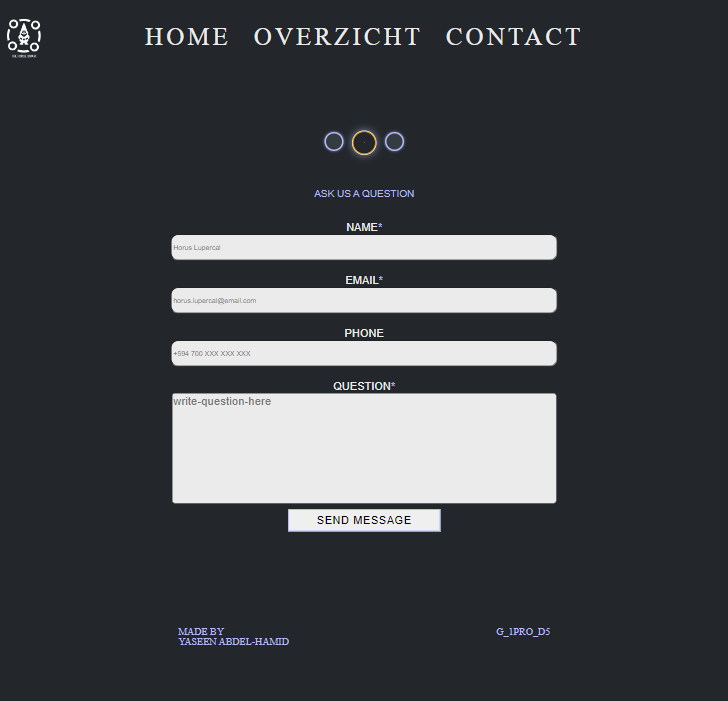 HOME OVERZICHT CONTACT
ASK US A QUESTION
NAME*
Horus Lupercal
EMAIL*
horus.lupercal@email.com
PHONE
+594 700 XXX XXX XXX
QUESTION*
write-question-here
SEND MESSAGE
MADE BY
YASEEN ABDEL-HAMID
G_1PRO_D5